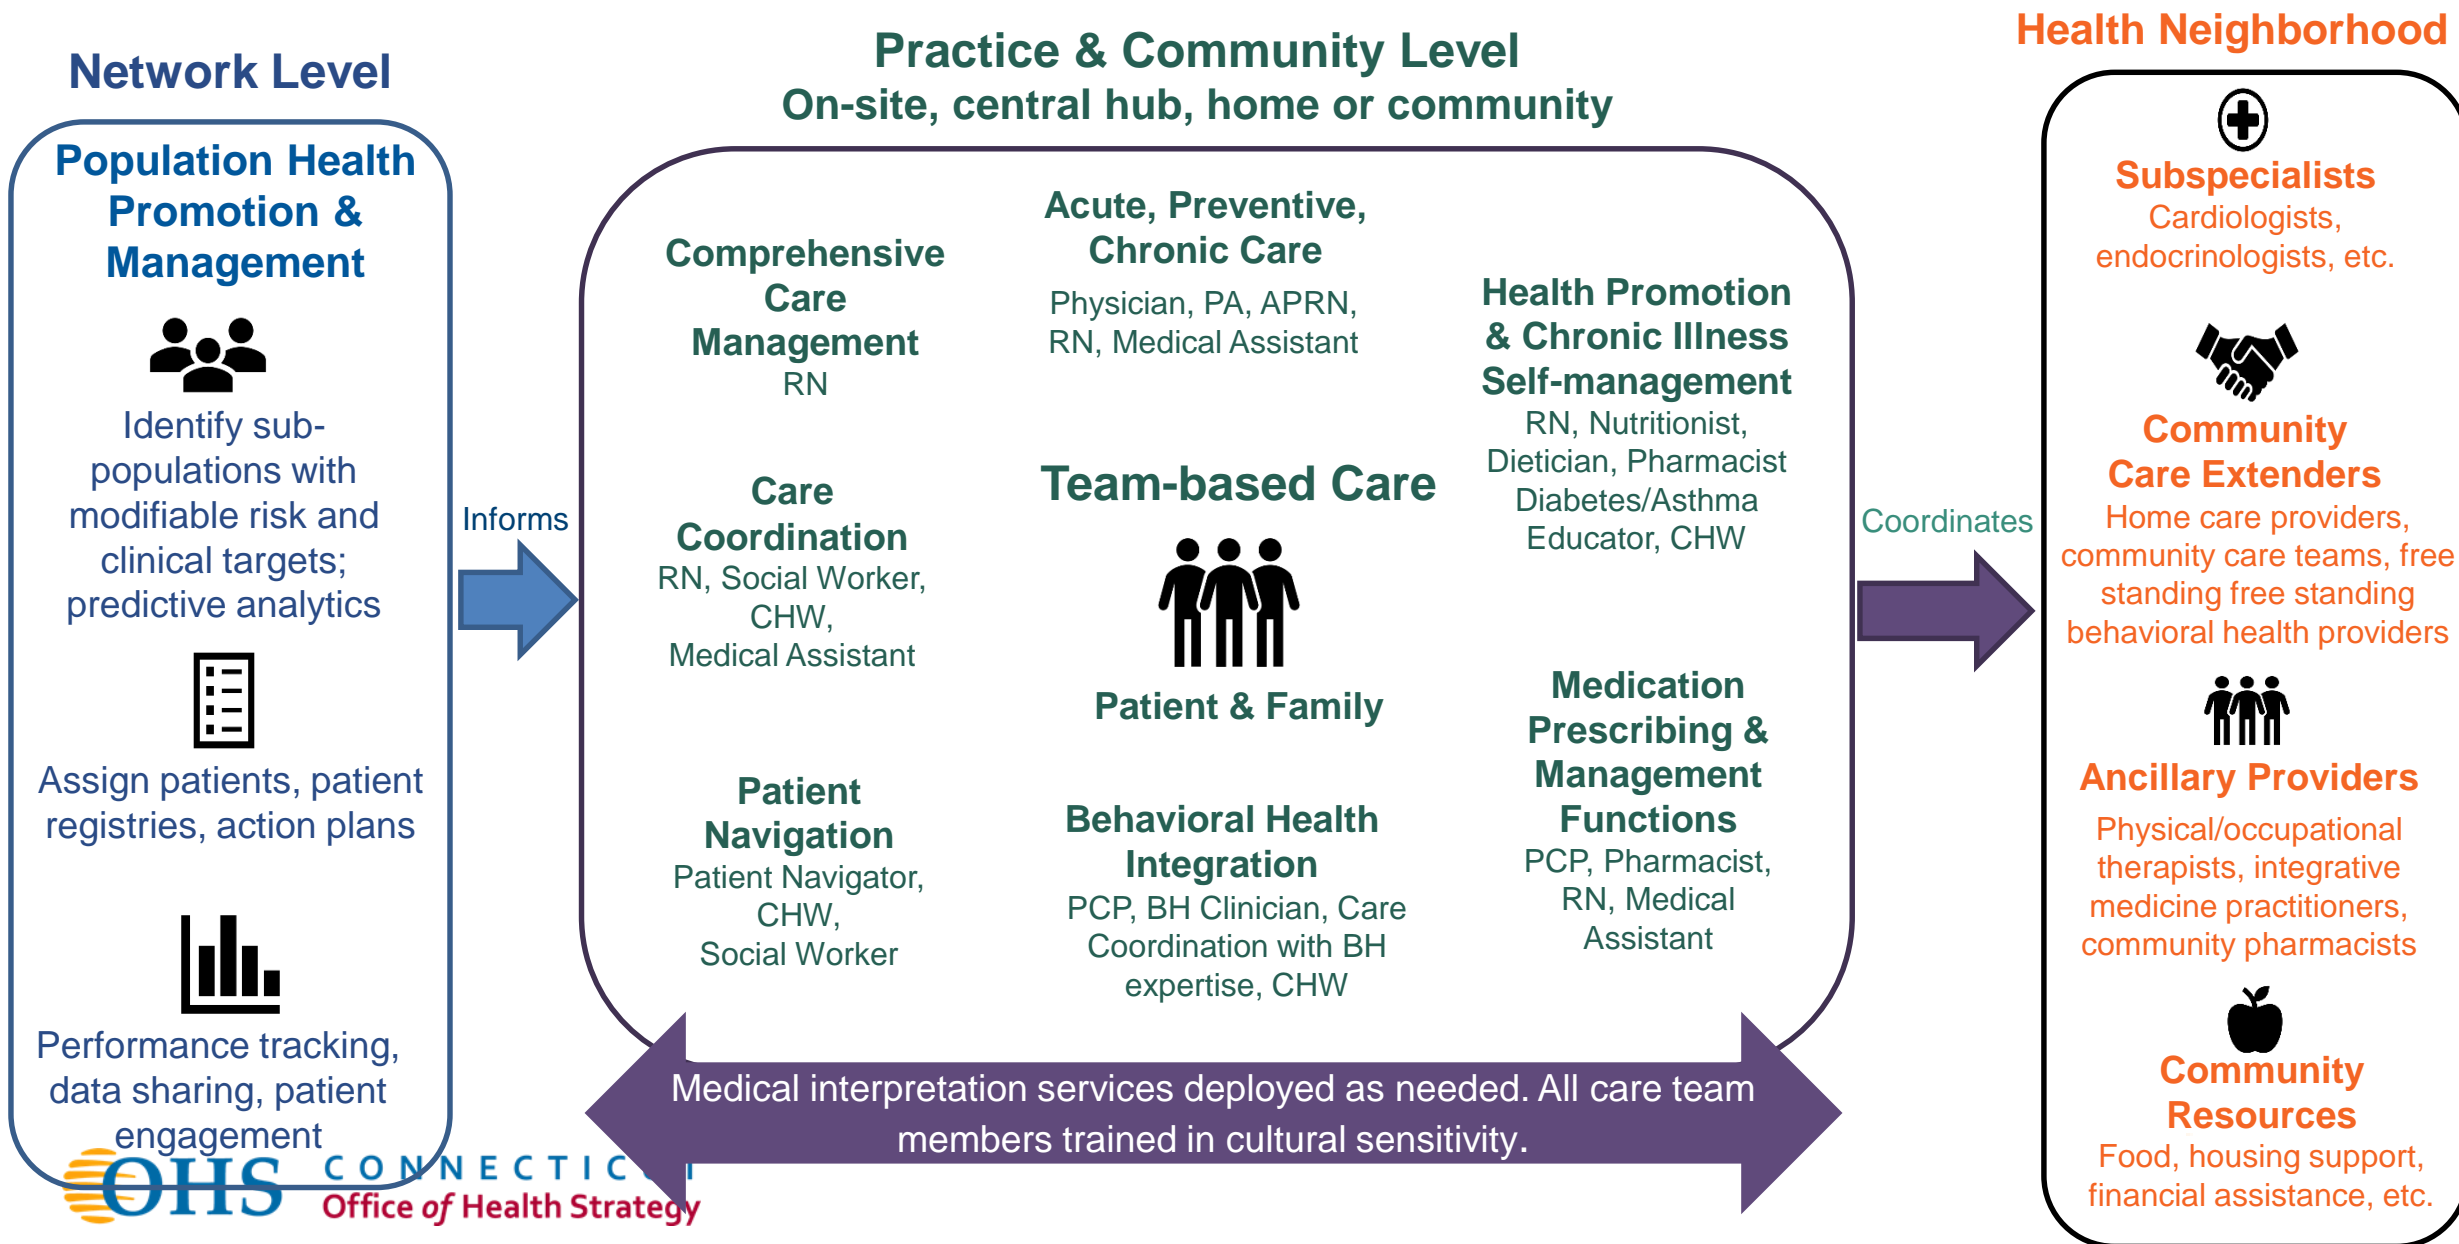 Network Level
Population Health
Promotion &
Management
Identify sub-
populations with
modifiable risk and
clinical targets;
predictive analytics
Assign patients, patient
registries, action plans
Performance tracking,
data sharing, patient
engagement
Informs
Practice & Community Level
On-site, central hub, home or community
Comprehensive
Care
Management
RN
Care
Coordination
RN, Social Worker,
CHW,
Medical Assistant
Patient
Navigation
Patient Navigator,
CHW,
Social Worker
Acute, Preventive,
Chronic Care
Physician, PA, APRN,
RN, Medical Assistant
Team-based Care
Patient & Family
Behavioral Health
Integration
PCP, BH Clinician, Care
Coordination with BH
expertise, CHW
Health Promotion
& Chronic Illness
Self-management
RN, Nutritionist,
Dietician, Pharmacist
Diabetes/Asthma
Educator, CHW
Medication
Prescribing &
Management
Functions
PCP, Pharmacist,
RN, Medical
Assistant
Medical interpretation services deployed as needed. All care team
members trained in cultural sensitivity.
Coordinates
Health Neighborhood
Subspecialists
Cardiologists,
endocrinologists, etc.
Community
Care Extenders
Home care providers,
community care teams, free
standing free standing
behavioral health providers
Ancillary Providers
Physical/occupational
therapists, integrative
medicine practitioners,
community pharmacists
Community
Resources
Food, housing support,
financial assistance, etc.
OHS
CONNECTICUT
Office of Health Strategy